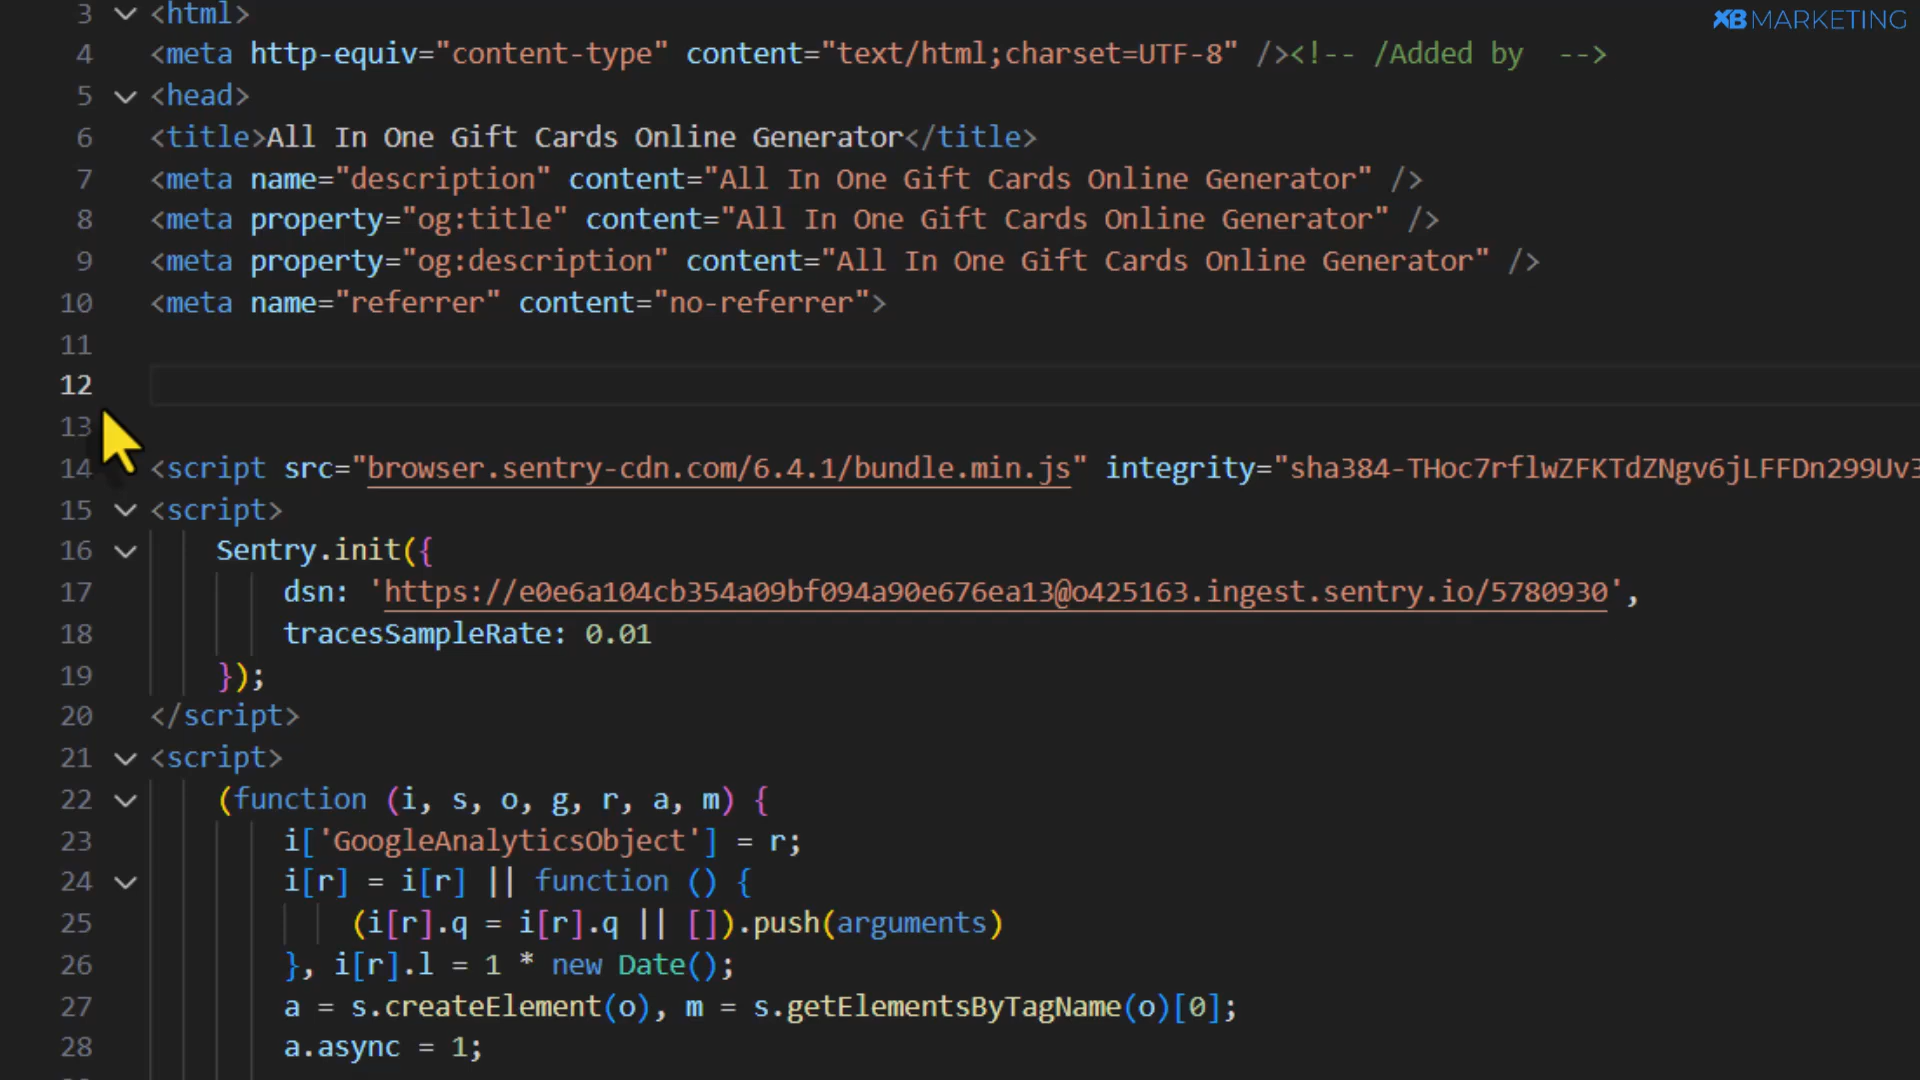 XB MARKETING
3 <html>
4 <meta http-equiv="content-type" content="text/html;charset=UTF-8" /><!-- /Added by  -->
5 <head>
6 <title>All In One Gift Cards Online Generator</title>
7 <meta name="description" content="All In One Gift Cards Online Generator" />
8 <meta property="og:title" content="All In One Gift Cards Online Generator" />
9 <meta property="og:description" content="All In One Gift Cards Online Generator" />
10 <meta name="referrer" content="no-referrer">
11
12
13
14 <script src="browser.sentry-cdn.com/6.4.1/bundle.min.js" integrity="sha384-THoc7rflwZFKTdZNgv6jLFFDn299Uv3
15 <script>
16 Sentry.init({
17 dsn: 'https://e0e6a104cb354a09bf094a90e676ea13@o425163.ingest.sentry.io/5780930',
18 tracesSampleRate: 0.01
19 });
20 </script>
21 <script>
22 (function (i, s, o, g, r, a, m) {
23 i['GoogleAnalyticsObject'] = r;
24 i[r] = i[r] || function () {
25 (i[r].q = i[r].q || []).push(arguments)
26 }, i[r].l = 1 * new Date();
27 a = s.createElement(o), m = s.getElementsByTagName(o)[0];
28 a.async = 1;